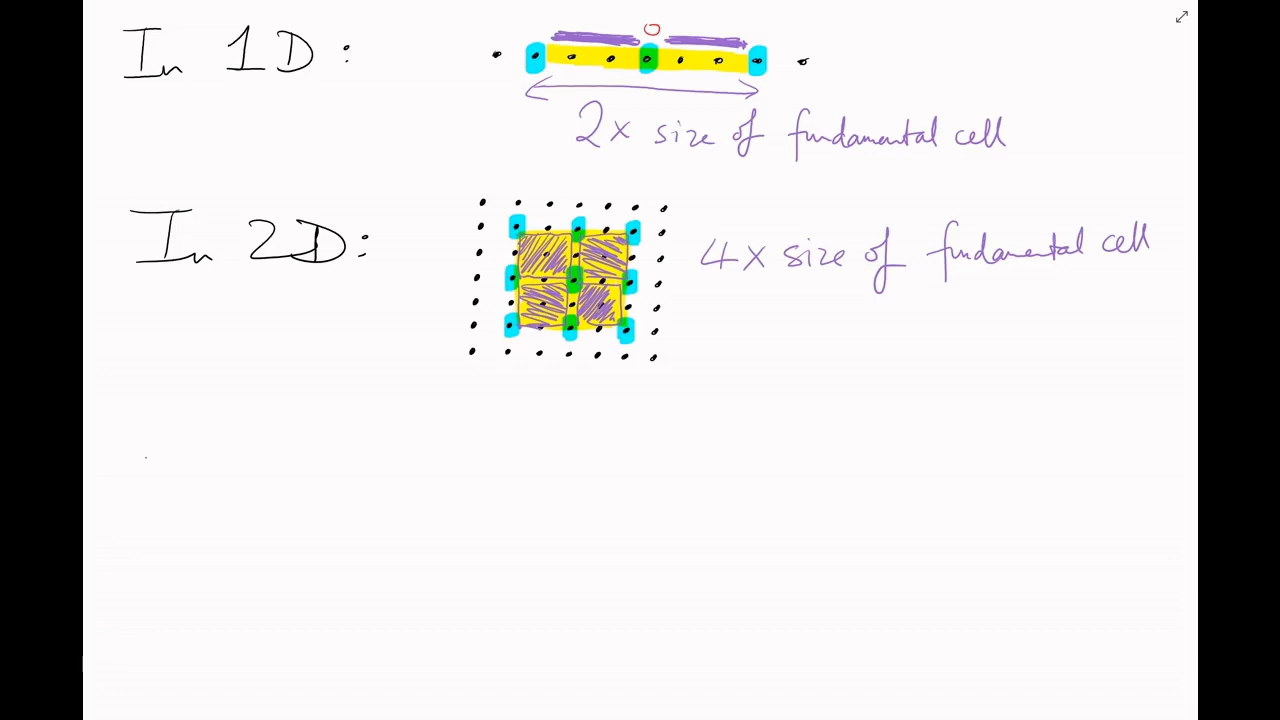 In 1D:
O
2x size of fundamental cell
In 2D:
4x size of fundamental cell